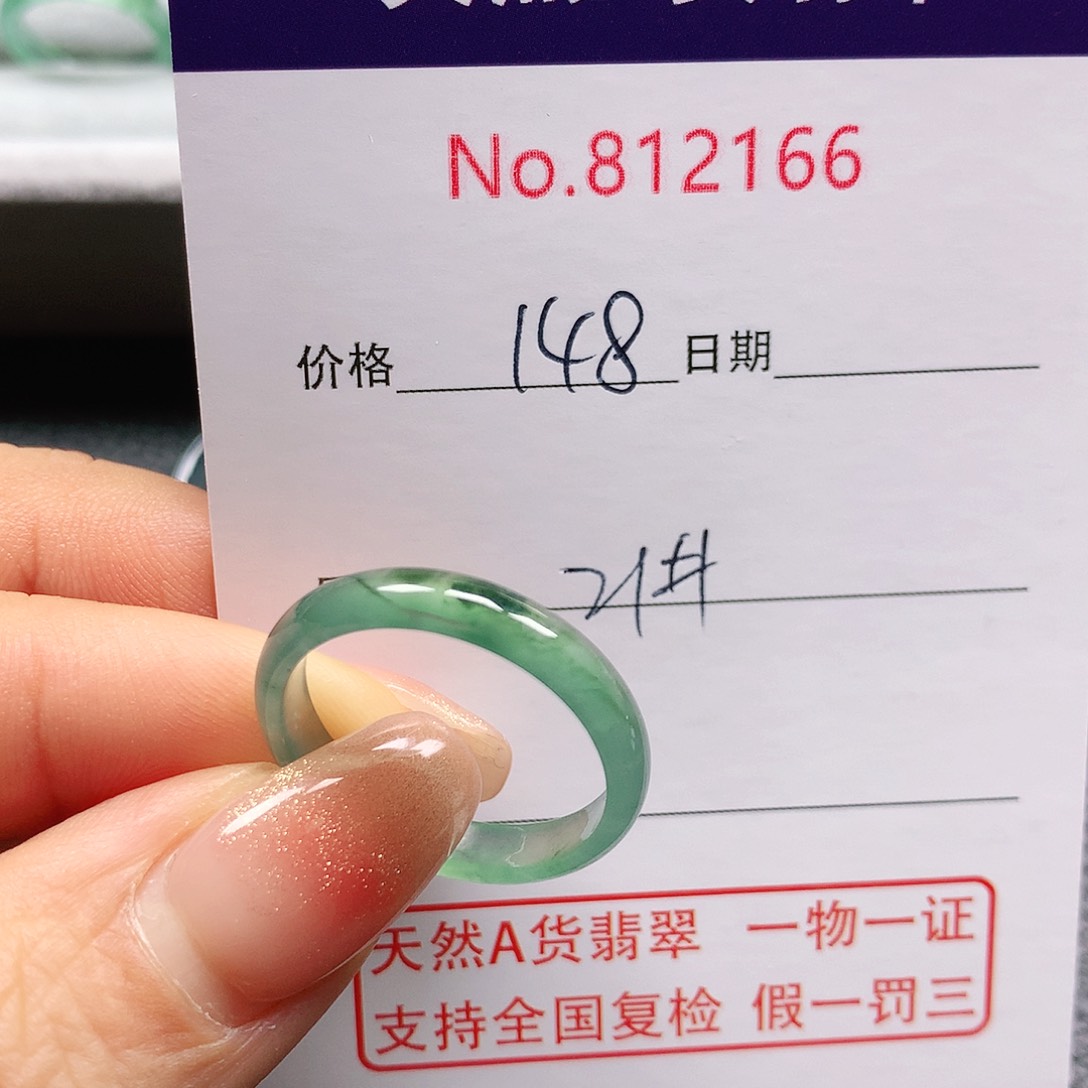 No.812166
价格 148 日期
21#
天然A货翡翠 一物一证
支持全国复检 假一罚三